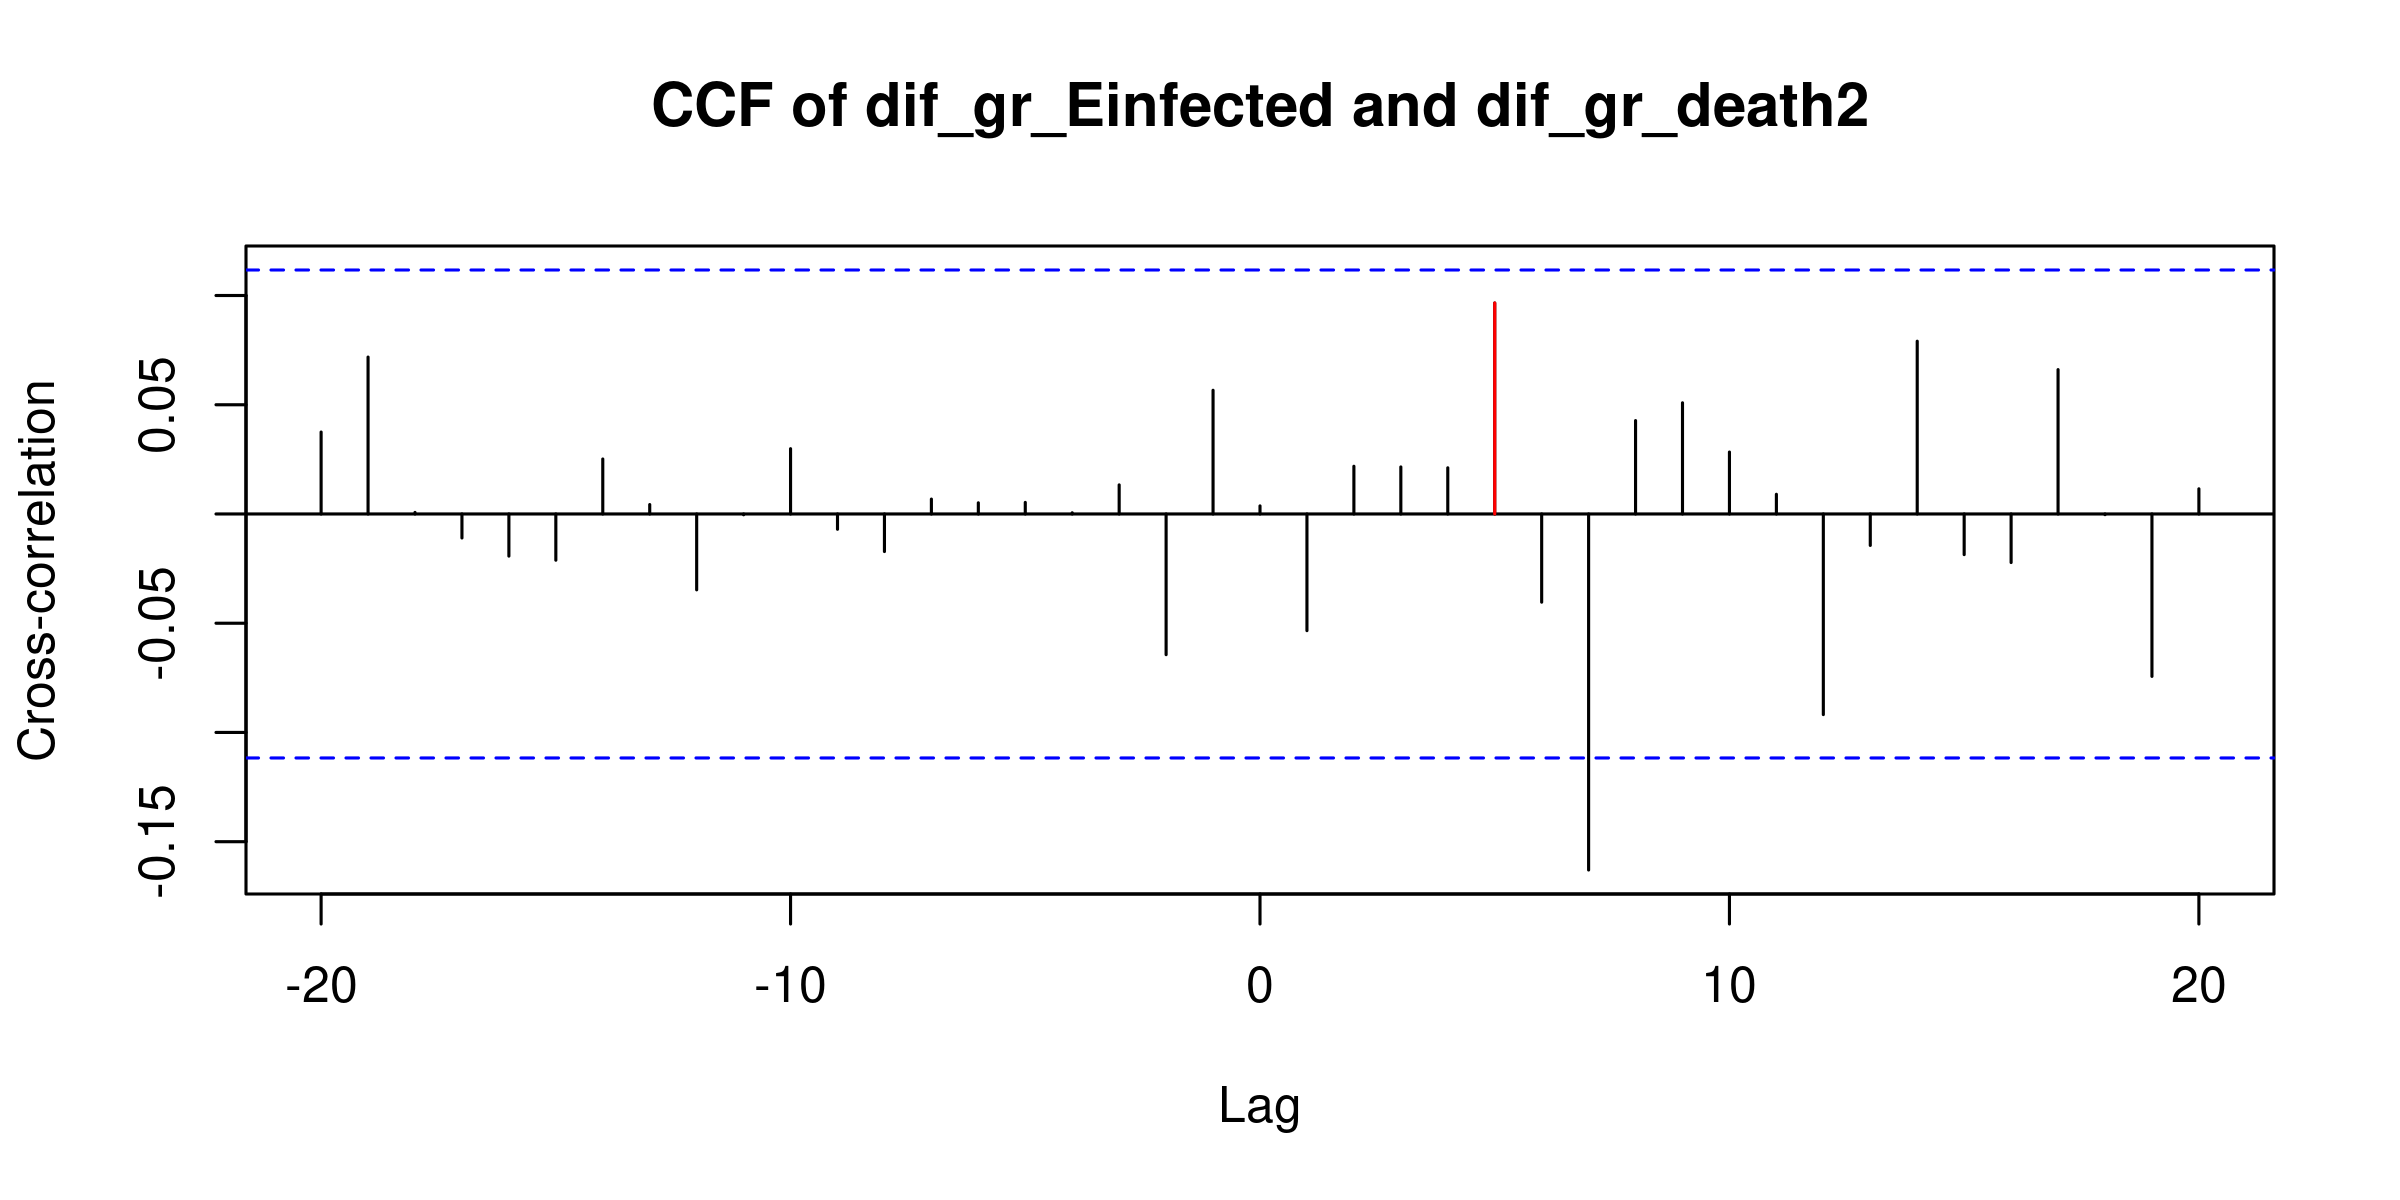 CCF of dif_gr_Einfected and dif_gr_death2
Cross-correlation
0.05
-0.05
-0.15
-20 -10 0 10 20
Lag